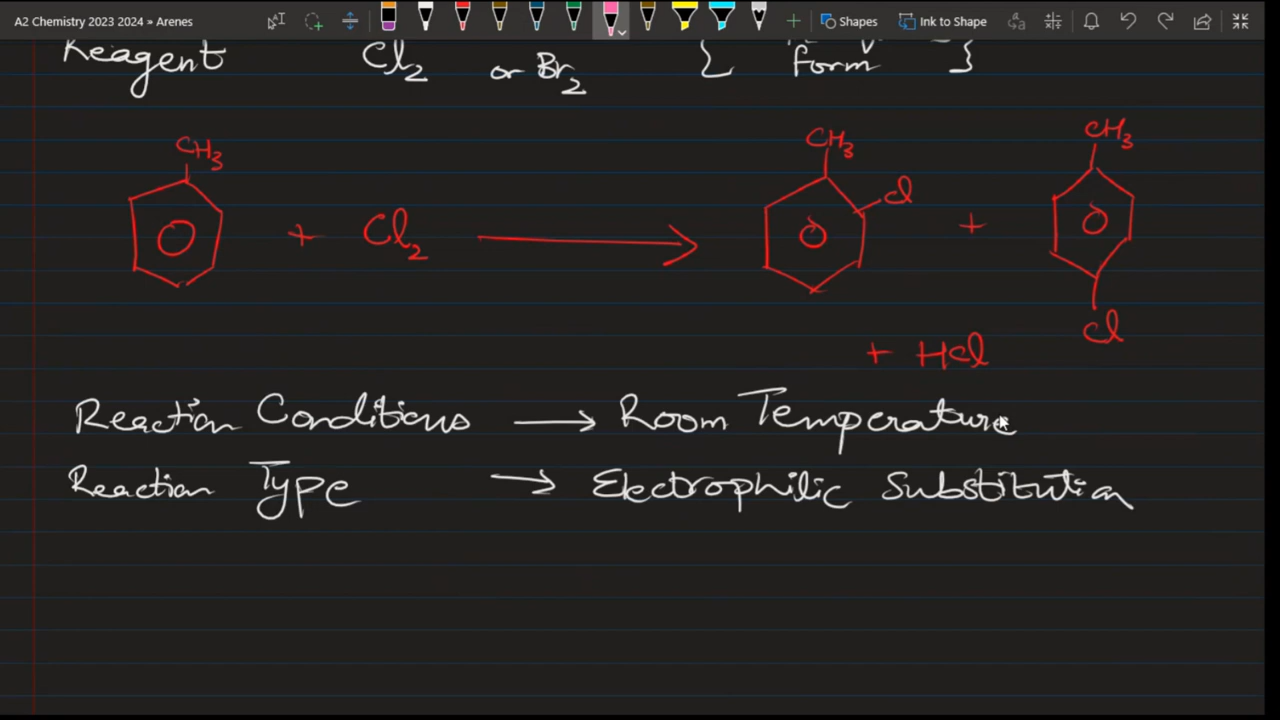 A2 Chemistry 2023 2024 » Arenes
Shapes
Ink to Shape
Reagent Cl2 or Br2 { form }
CH3 CH3 CH3
Cl
+ Cl2 +
Cl
+ HCl
Reaction Conditions → Room Temperature
Reaction Type → Electrophilic Substitution